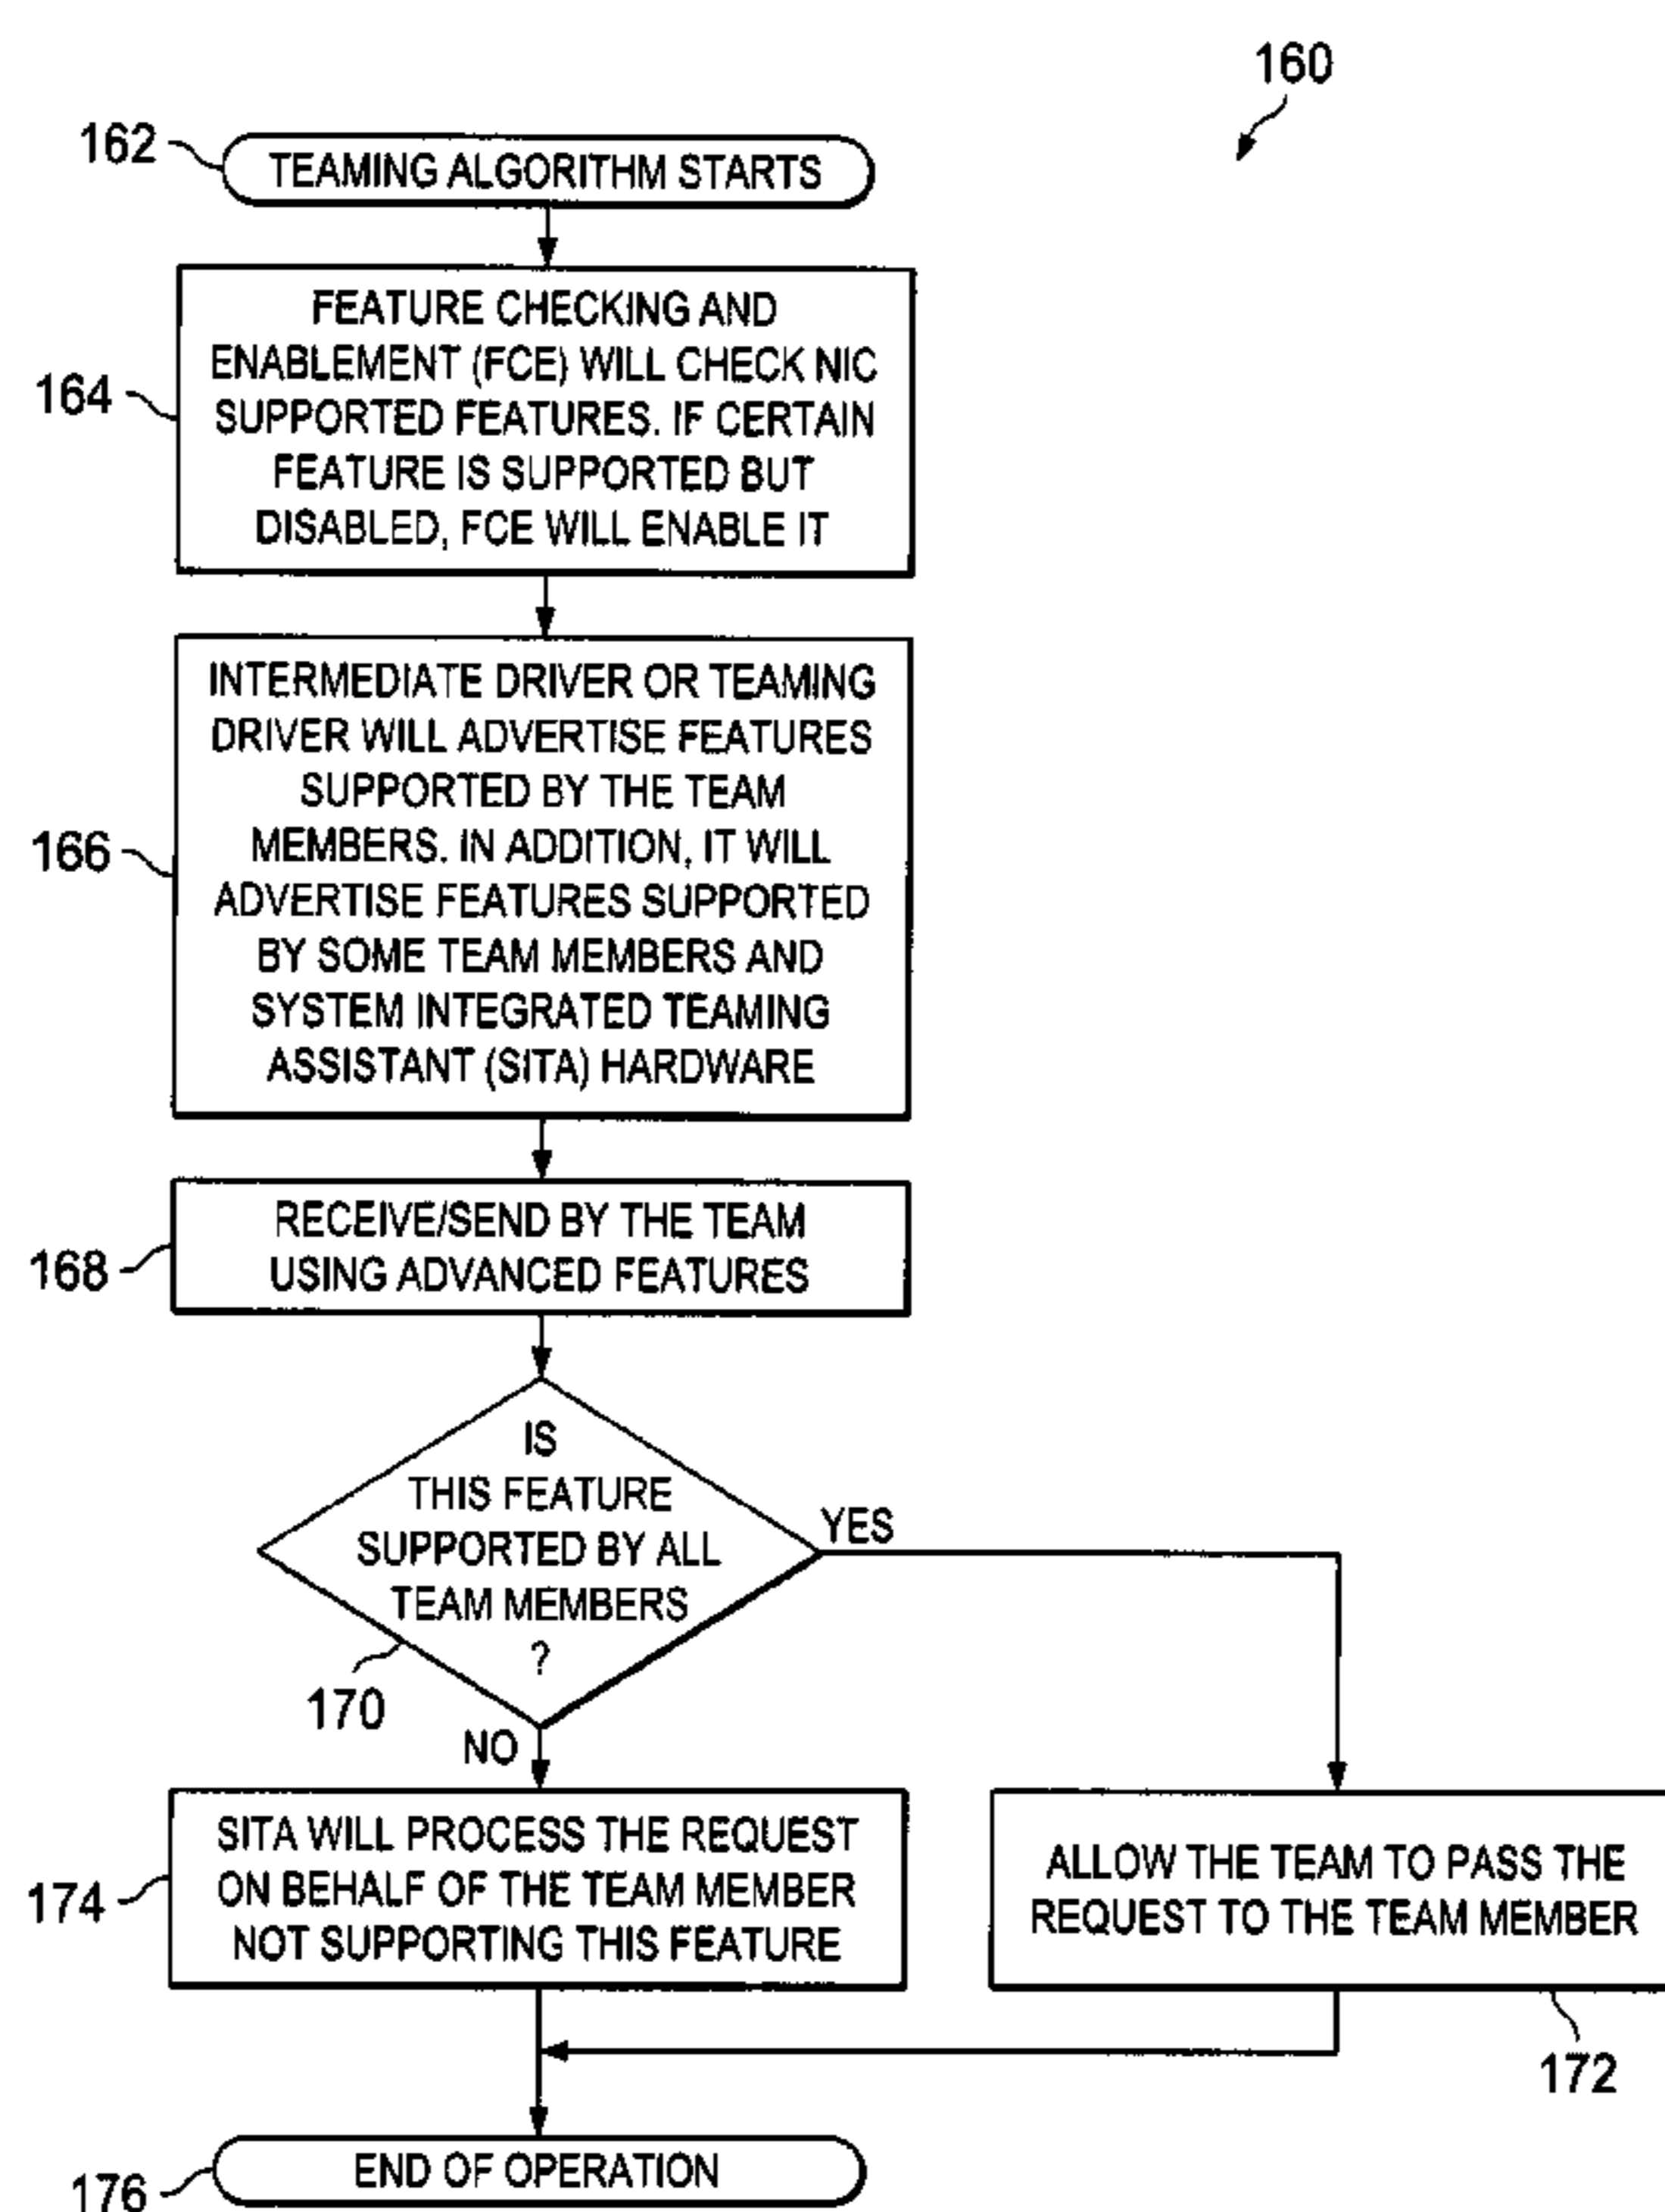 160
162
TEAMING ALGORITHM STARTS
164
FEATURE CHECKING AND
ENABLEMENT (FCE) WILL CHECK NIC
SUPPORTED FEATURES. IF CERTAIN
FEATURE IS SUPPORTED BUT
DISABLED, FCE WILL ENABLE IT
166
INTERMEDIATE DRIVER OR TEAMING
DRIVER WILL ADVERTISE FEATURES
SUPPORTED BY THE TEAM
MEMBERS. IN ADDITION, IT WILL
ADVERTISE FEATURES SUPPORTED
BY SOME TEAM MEMBERS AND
SYSTEM INTEGRATED TEAMING
ASSISTANT (SITA) HARDWARE
168
RECEIVE/SEND BY THE TEAM
USING ADVANCED FEATURES
IS
THIS FEATURE
SUPPORTED BY ALL
TEAM MEMBERS
?
170
YES
NO
174
SITA WILL PROCESS THE REQUEST
ON BEHALF OF THE TEAM MEMBER
NOT SUPPORTING THIS FEATURE
ALLOW THE TEAM TO PASS THE
REQUEST TO THE TEAM MEMBER
172
176
END OF OPERATION